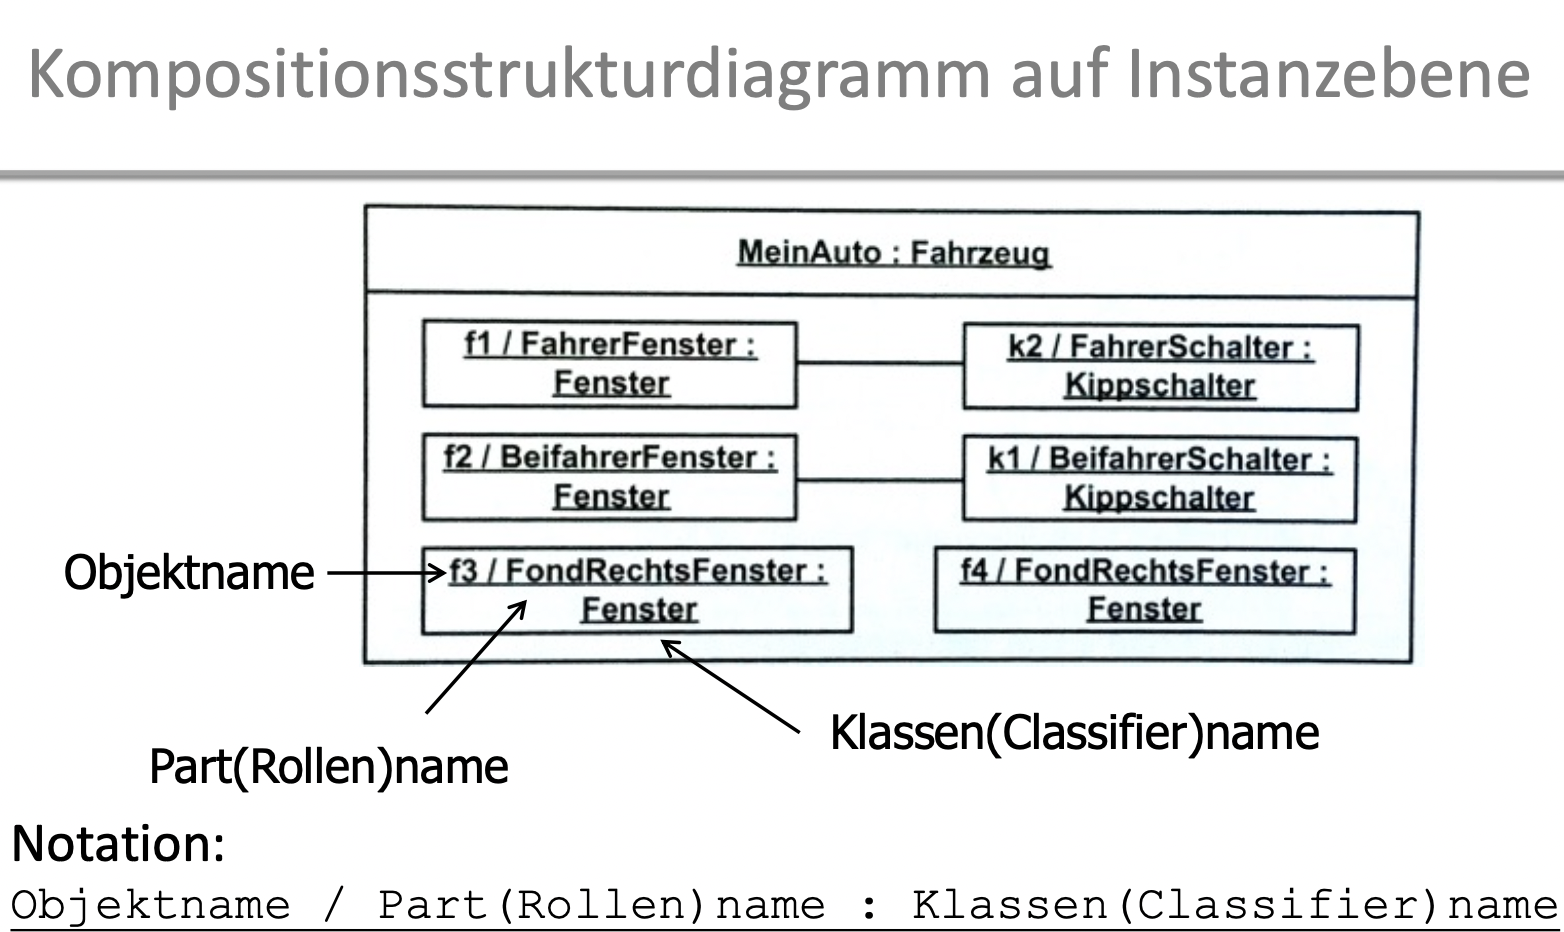 Kompositionsstrukturdiagramm auf Instanzebene
MeinAuto : Fahrzeug
f1 / FahrerFenster :
Fenster
k2 / FahrerSchalter :
Kippschalter
f2 / BeifahrerFenster :
Fenster
k1 / BeifahrerSchalter :
Kippschalter
Objektname
f3 / FondRechtsFenster :
Fenster
f4 / FondRechtsFenster :
Fenster
Klassen(Classifier)name
Part(Rollen)name
Notation:
Objektname / Part(Rollen)name : Klassen(Classifier)name